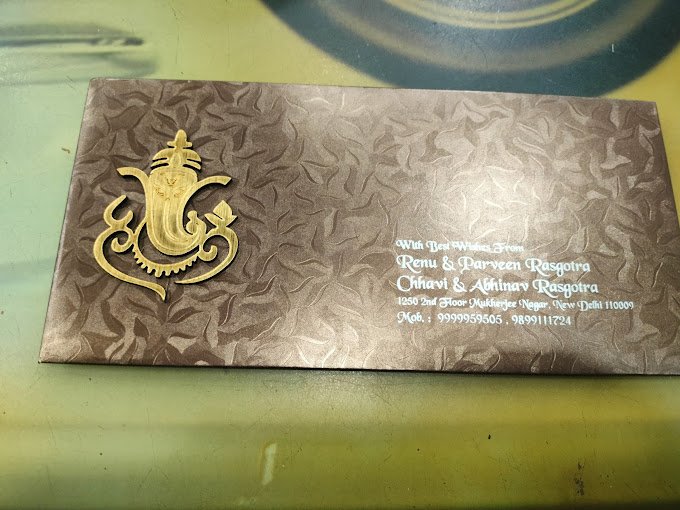 With Best Wishes From
Renu & Parveen Rasgotra
Chhavi & Abhinav Rasgotra
1250 2nd Floor Mukherjee Nagar, New Delhi 110009
Mob. : 9999959505 , 9899111724